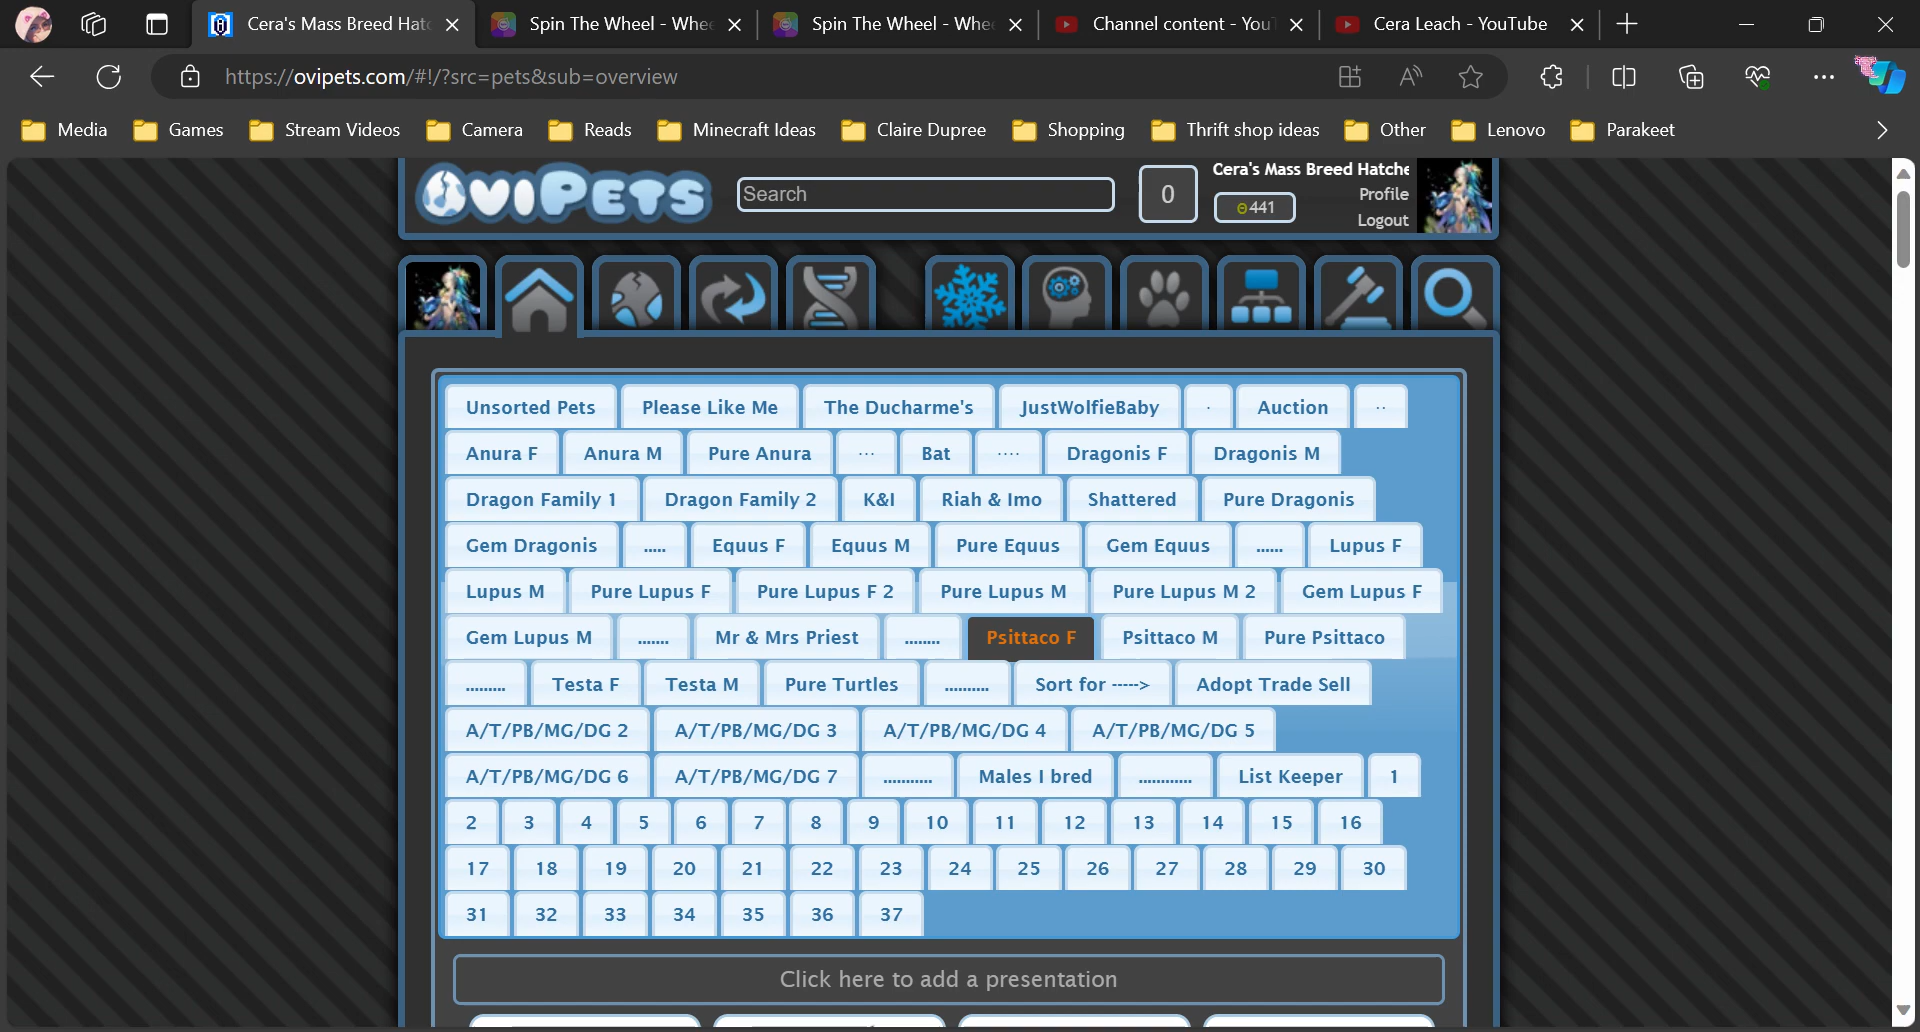 Cera's Mass Breed Hatc
Spin The Wheel - Whe
Spin The Wheel - Whe
Channel content - You
Cera Leach - YouTube
https://ovipets.com/#!/?src=pets&sub=overview
Media Games Stream Videos Camera Reads Minecraft Ideas Claire Dupree Shopping Thrift shop ideas Other Lenovo Parakeet
OviPets
Search
0
Cera's Mass Breed Hatche
441
Profile
Logout
Unsorted Pets Please Like Me The Ducharme's JustWolfieBaby . Auction ..
Anura F Anura M Pure Anura ... Bat .... Dragonis F Dragonis M
Dragon Family 1 Dragon Family 2 K&I Riah & Imo Shattered Pure Dragonis
Gem Dragonis ..... Equus F Equus M Pure Equus Gem Equus ...... Lupus F
Lupus M Pure Lupus F Pure Lupus F 2 Pure Lupus M Pure Lupus M 2 Gem Lupus F
Gem Lupus M ....... Mr & Mrs Priest ........ Psittaco F Psittaco M Pure Psittaco
......... Testa F Testa M Pure Turtles .......... Sort for -----> Adopt Trade Sell
A/T/PB/MG/DG 2 A/T/PB/MG/DG 3 A/T/PB/MG/DG 4 A/T/PB/MG/DG 5
A/T/PB/MG/DG 6 A/T/PB/MG/DG 7 ........... Males I bred ............ List Keeper 1
2 3 4 5 6 7 8 9 10 11 12 13 14 15 16
17 18 19 20 21 22 23 24 25 26 27 28 29 30
31 32 33 34 35 36 37
Click here to add a presentation